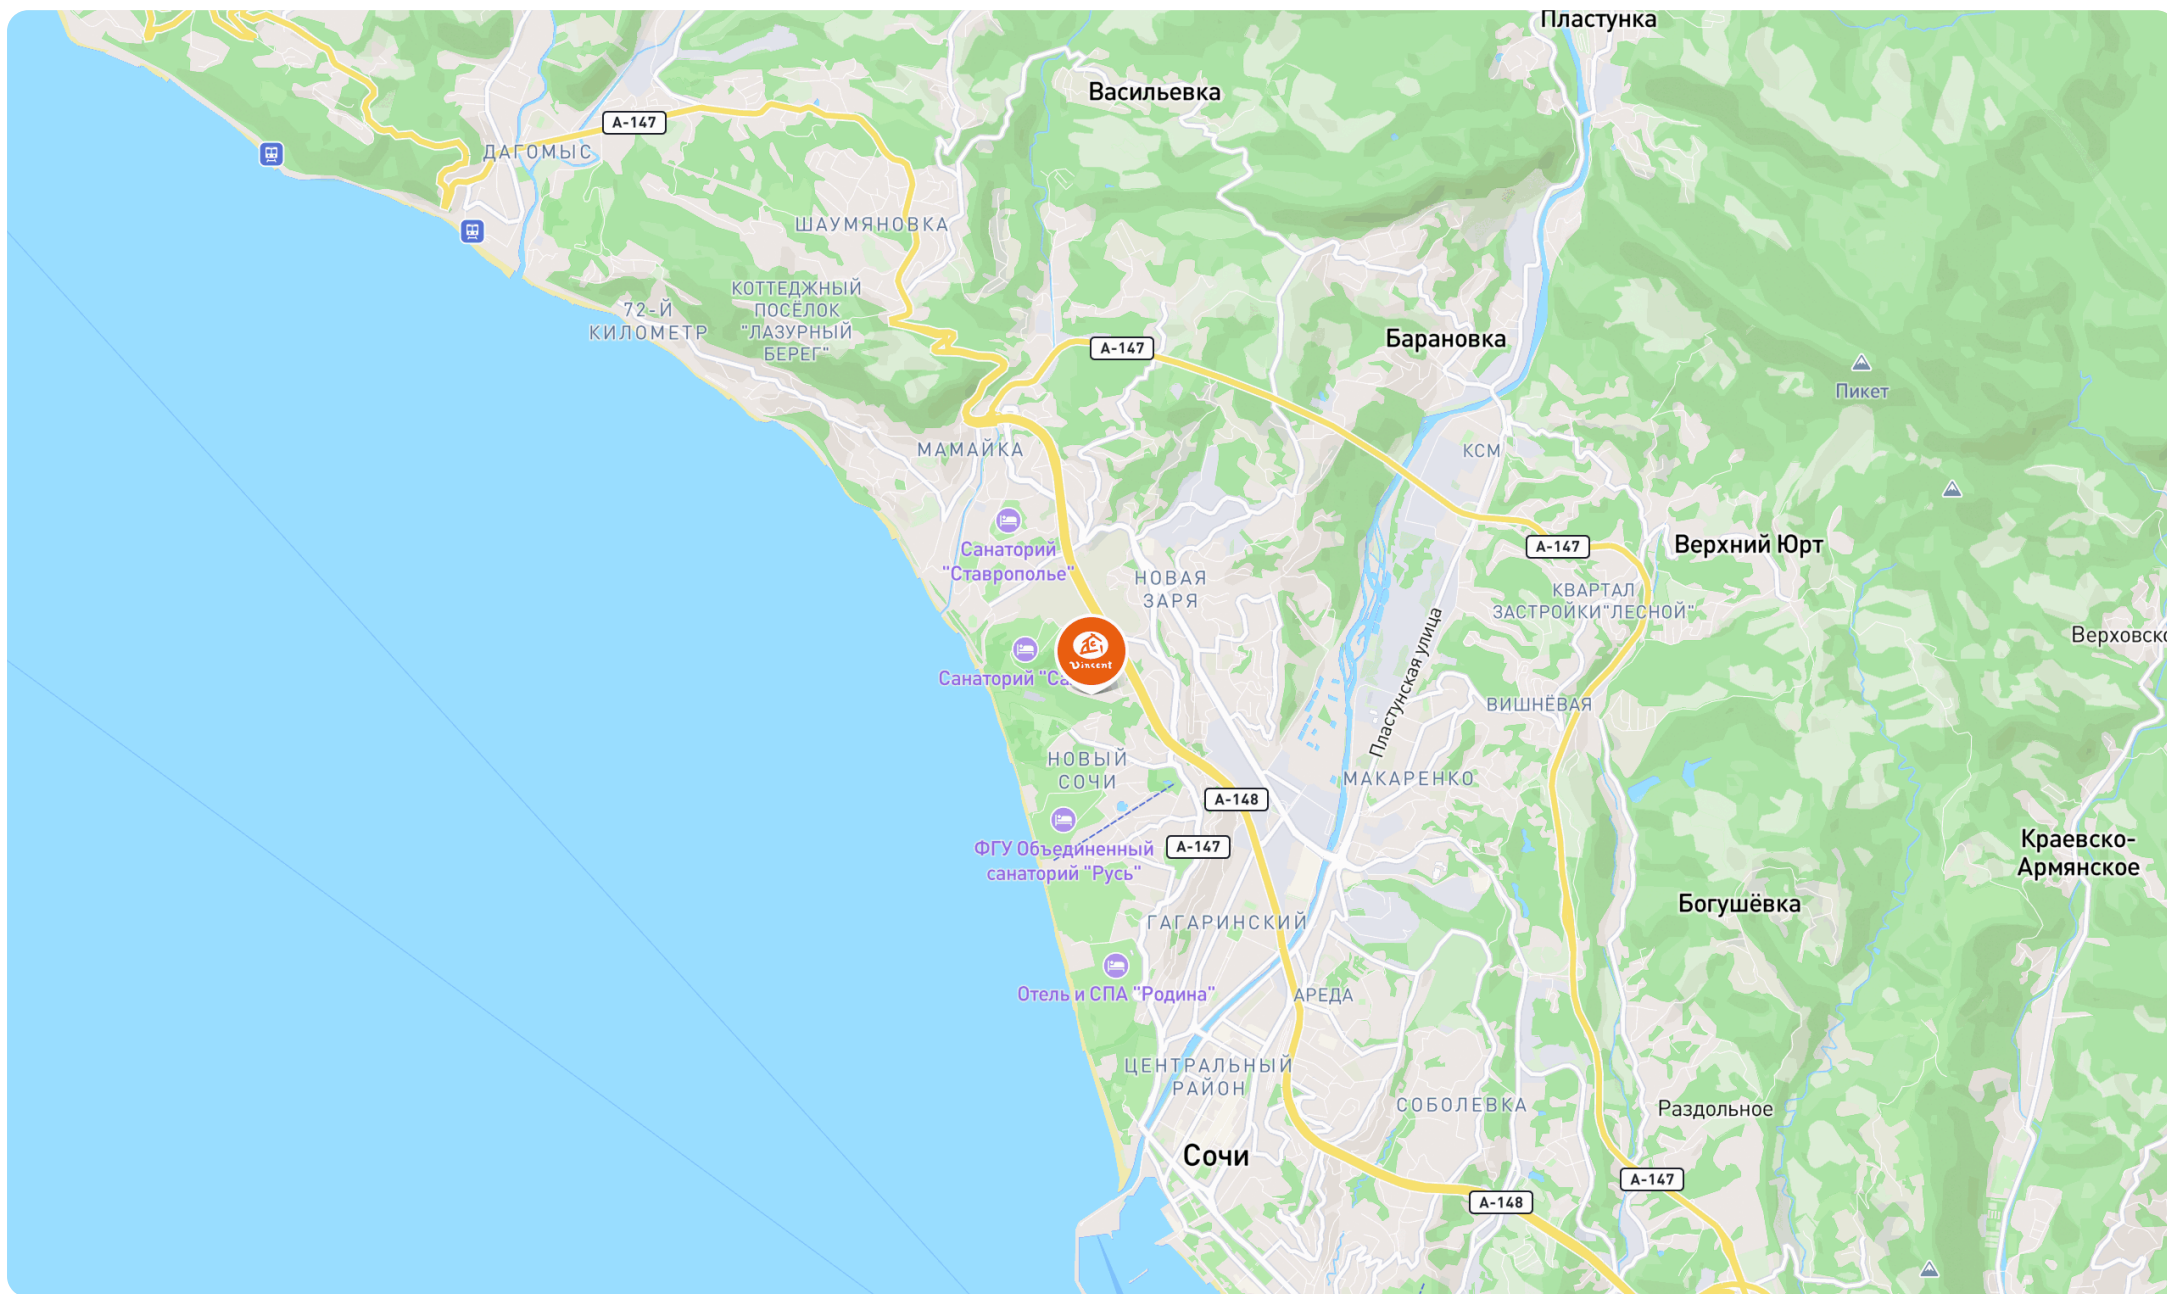 Пластунка
Васильевка
А-147
ДАГОМЫС
ШАУМЯНОВКА
КОТТЕДЖНЫЙ
ПОСЁЛОК
"ЛАЗУРНЫЙ
БЕРЕГ"
72-Й
КИЛОМЕТР
А-147
Барановка
Пикет
МАМАЙКА
КСМ
Санаторий
"Ставрополье"
А-147
Верхний Юрт
НОВАЯ
ЗАРЯ
КВАРТАЛ
ЗАСТРОЙКИ"ЛЕСНОЙ"
Vincent
Санаторий
Пластунская улица
ВИШНЁВАЯ
НОВЫЙ
СОЧИ
МАКАРЕНКО
А-148
А-147
ФГУ Объединенный
санаторий "Русь"
Краевско-
Армянское
Богушёвка
ГАГАРИНСКИЙ
Отель и СПА "Родина"
АРЕДА
ЦЕНТРАЛЬНЫЙ
РАЙОН
СОБОЛЕВКА
Раздольное
Сочи
А-147
А-148